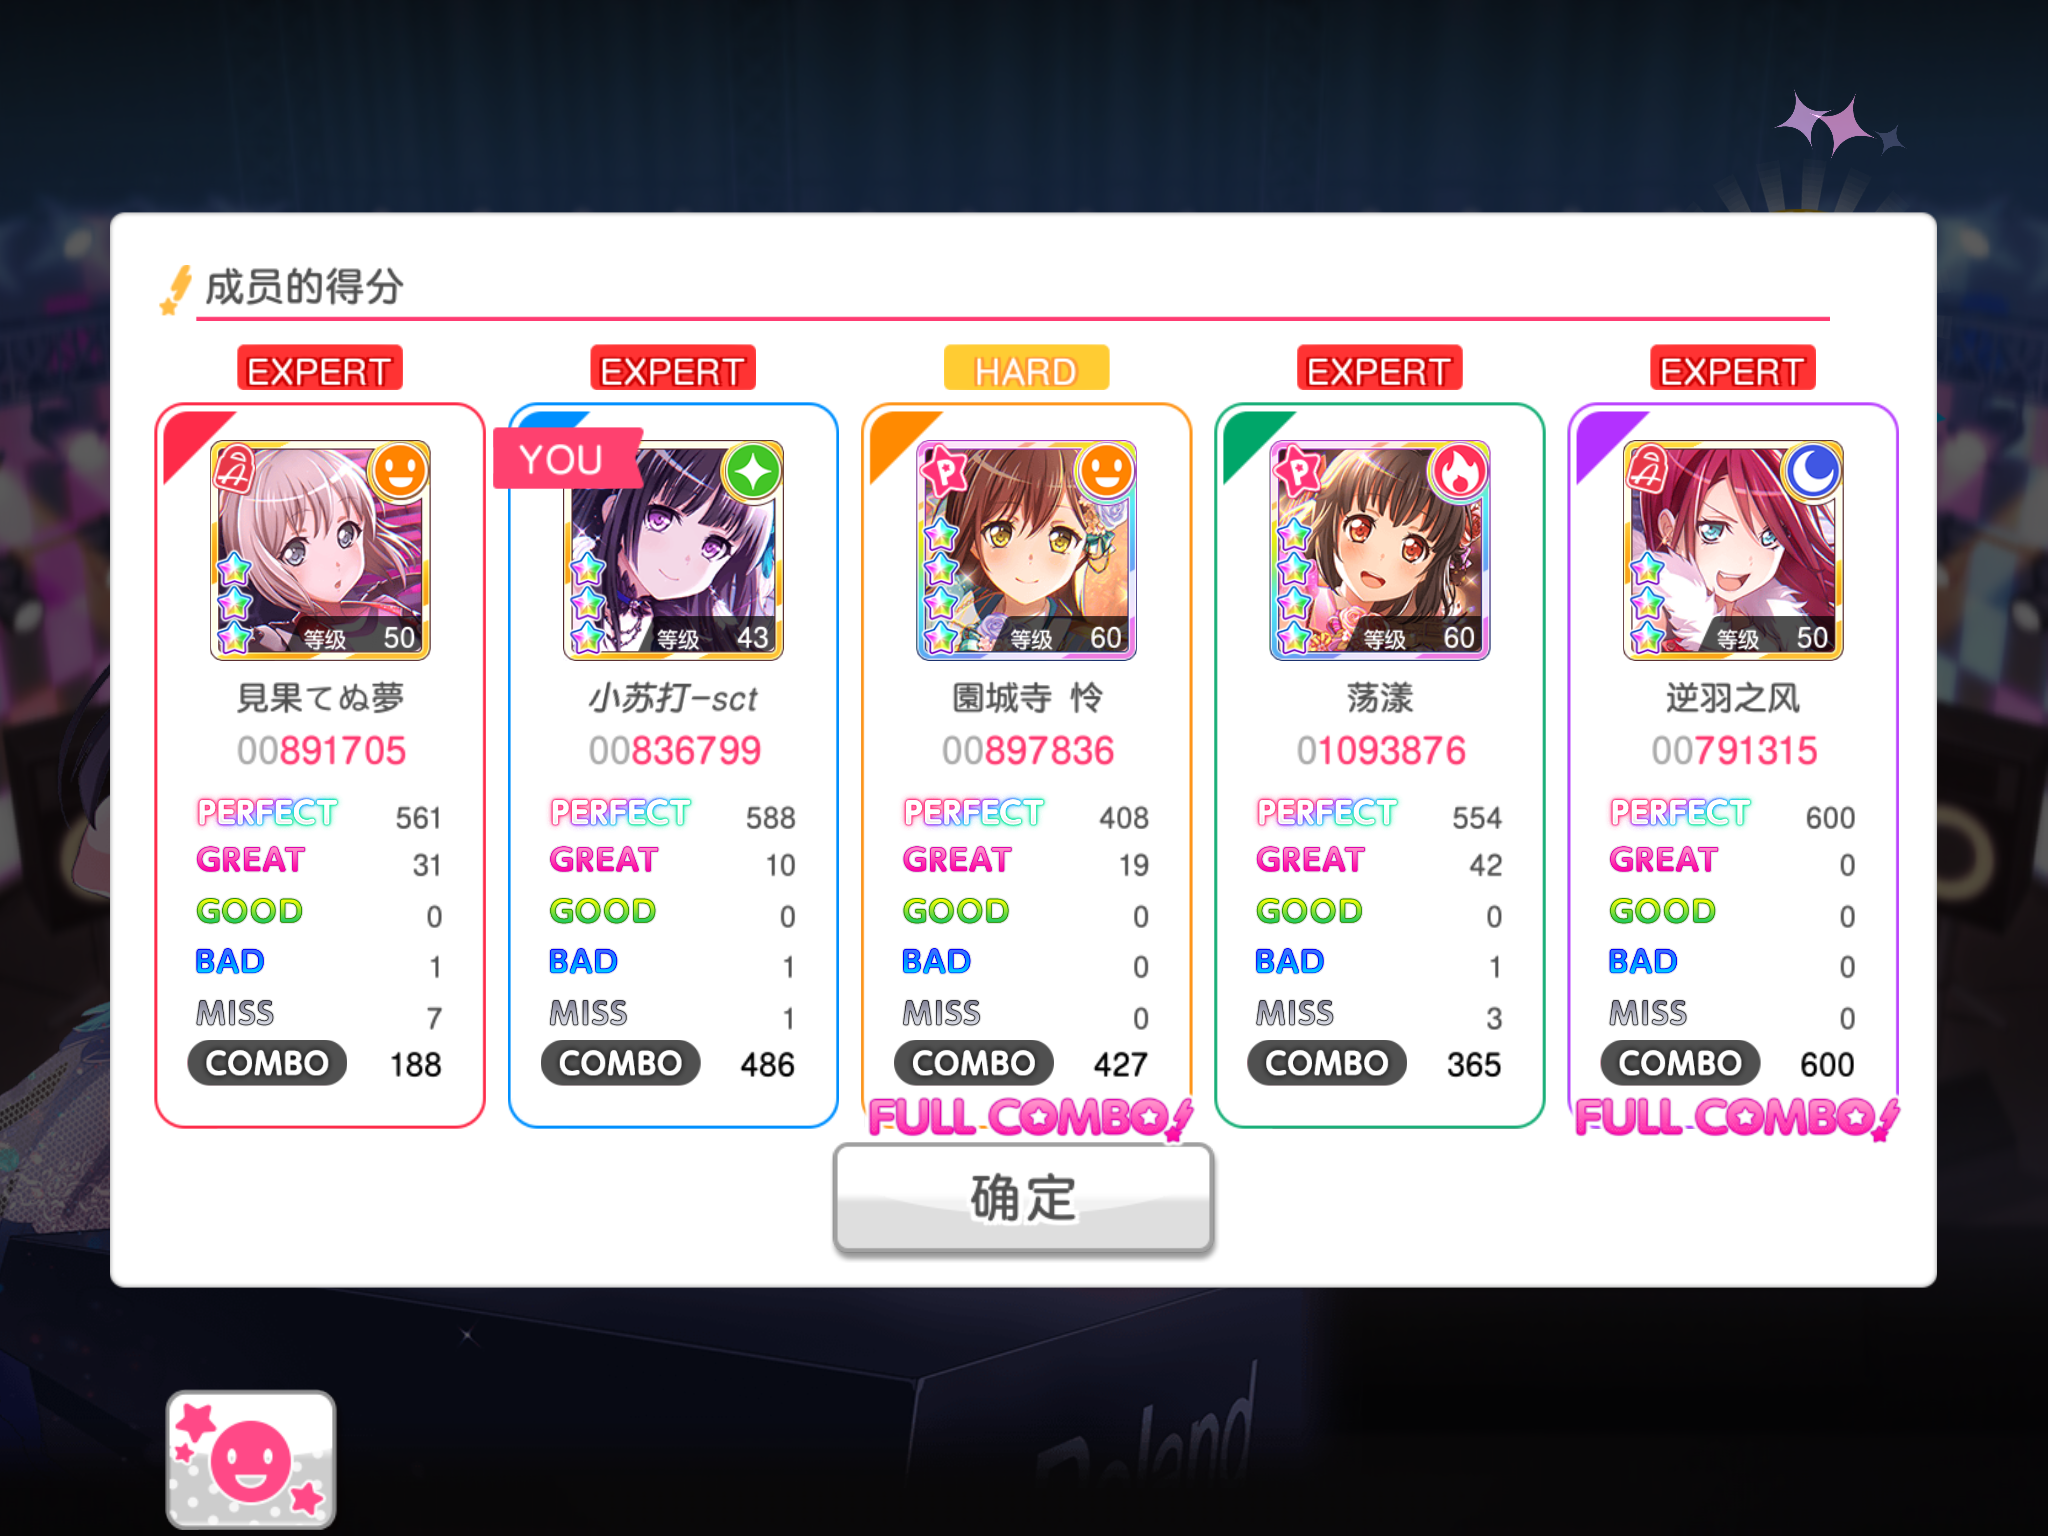 成员的得分
EXPERT
YOU
等级 50
見果てぬ夢
00891705
PERFECT 561
GREAT 31
GOOD 0
BAD 1
MISS 7
COMBO 188
EXPERT
等级 43
小苏打-sct
00836799
PERFECT 588
GREAT 10
GOOD 0
BAD 1
MISS 1
COMBO 486
HARD
P
等级 60
園城寺 怜
00897836
PERFECT 408
GREAT 19
GOOD 0
BAD 0
MISS 0
COMBO 427
FULL COMBO!
EXPERT
P
等级 60
荡漾
01093876
PERFECT 554
GREAT 42
GOOD 0
BAD 1
MISS 3
COMBO 365
EXPERT
等级 50
逆羽之风
00791315
PERFECT 600
GREAT 0
GOOD 0
BAD 0
MISS 0
COMBO 600
FULL COMBO!
确定
Roland